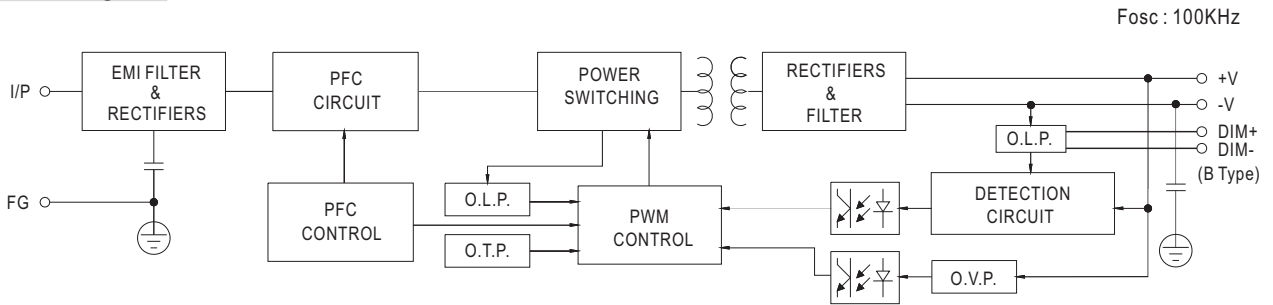 Fosc : 100KHz
I/P
EMI FILTER
&
RECTIFIERS
PFC
CIRCUIT
POWER
SWITCHING
RECTIFIERS
&
FILTER
+V
-V
DIM+
DIM-
(B Type)
O.L.P.
FG
PFC
CONTROL
O.L.P.
O.T.P.
PWM
CONTROL
DETECTION
CIRCUIT
O.V.P.